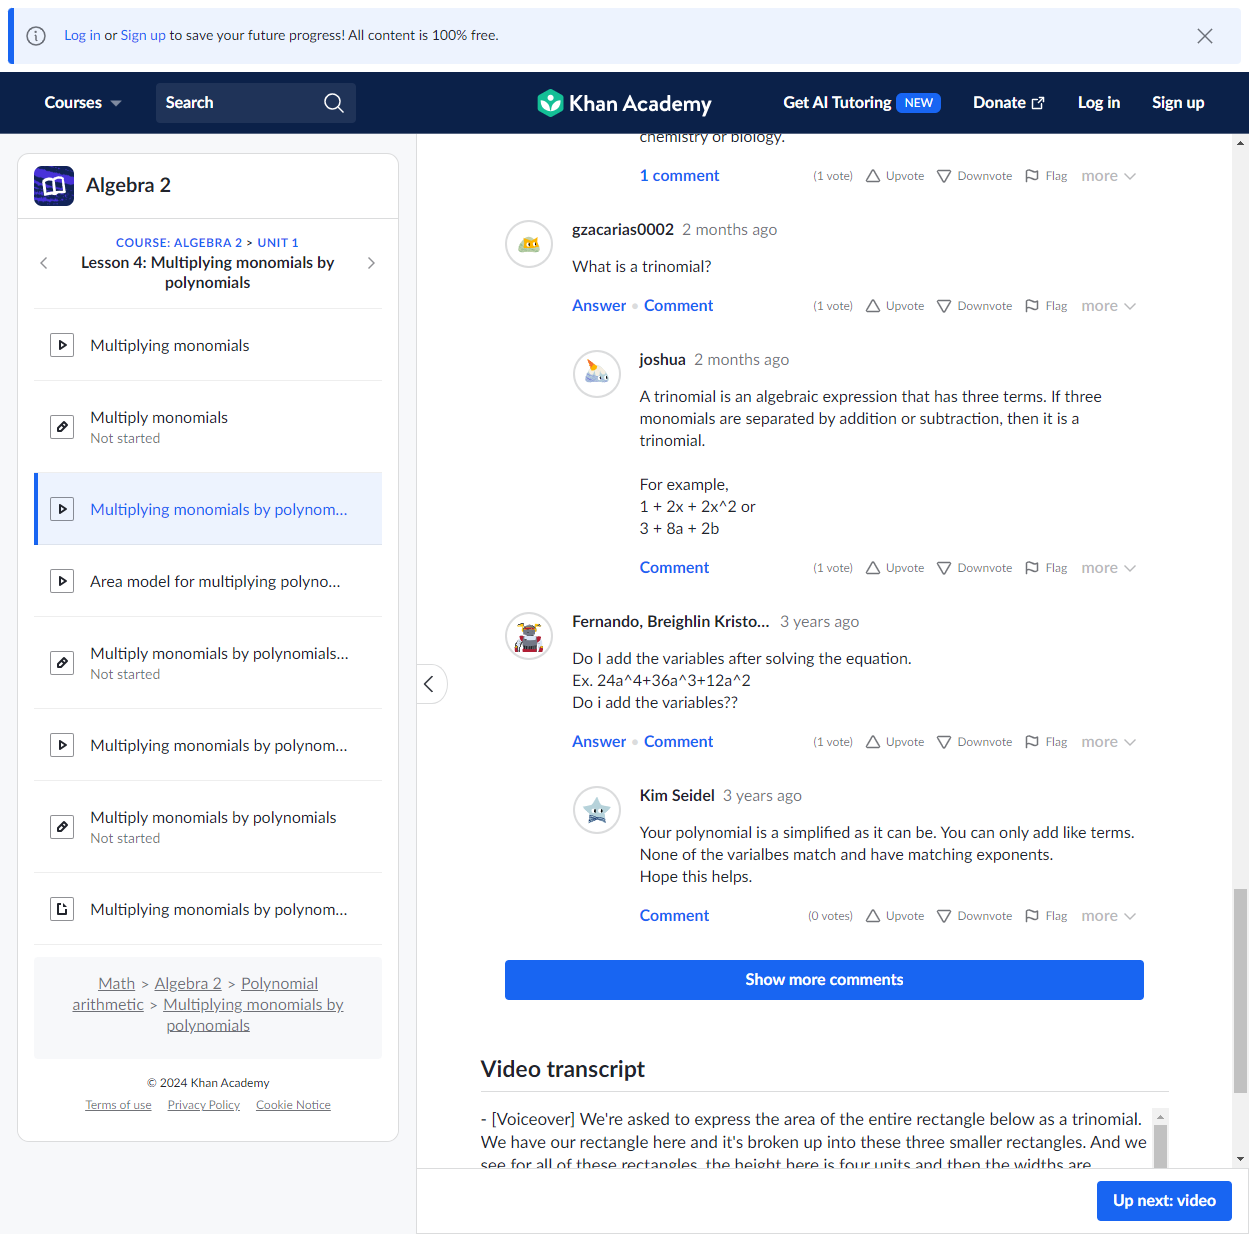 Log in or Sign up to save your future progress! All content is 100% free.
Courses
Search
Khan Academy
Get AI Tutoring NEW
Donate
Log in
Sign up
Algebra 2
COURSE: ALGEBRA 2 > UNIT 1
Lesson 4: Multiplying monomials by
polynomials
Multiplying monomials
Multiply monomials
Not started
Multiplying monomials by polynom...
Area model for multiplying polyno...
Multiply monomials by polynomials...
Not started
Multiplying monomials by polynom...
Multiply monomials by polynomials
Not started
Multiplying monomials by polynom...
Math > Algebra 2 > Polynomial
arithmetic > Multiplying monomials by
polynomials
© 2024 Khan Academy
Terms of use Privacy Policy Cookie Notice
chemistry or biology.
1 comment (1 vote) Upvote Downvote Flag more
gzacarias0002 2 months ago
What is a trinomial?
Answer • Comment (1 vote) Upvote Downvote Flag more
joshua 2 months ago
A trinomial is an algebraic expression that has three terms. If three
monomials are separated by addition or subtraction, then it is a
trinomial.
For example,
1 + 2x + 2x^2 or
3 + 8a + 2b
Comment (1 vote) Upvote Downvote Flag more
Fernando, Breighlin Kristo... 3 years ago
Do I add the variables after solving the equation.
Ex. 24a^4+36a^3+12a^2
Do i add the variables??
Answer • Comment (1 vote) Upvote Downvote Flag more
Kim Seidel 3 years ago
Your polynomial is a simplified as it can be. You can only add like terms.
None of the varialbes match and have matching exponents.
Hope this helps.
Comment (0 votes) Upvote Downvote Flag more
Show more comments
Video transcript
- [Voiceover] We're asked to express the area of the entire rectangle below as a trinomial.
We have our rectangle here and it's broken up into these three smaller rectangles. And we
see for all of these rectangles, the height here is four units and then the widths are
Up next: video